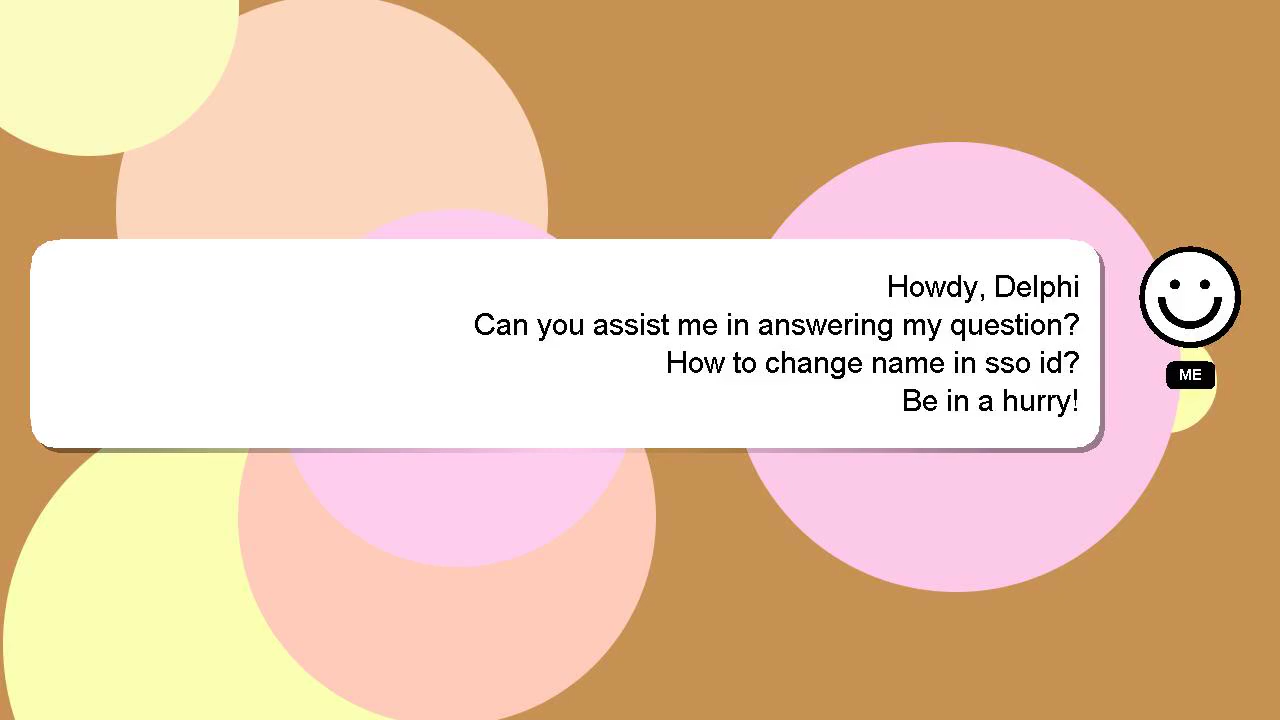 Howdy, Delphi
Can you assist me in answering my question?
How to change name in sso id?
Be in a hurry!
ME